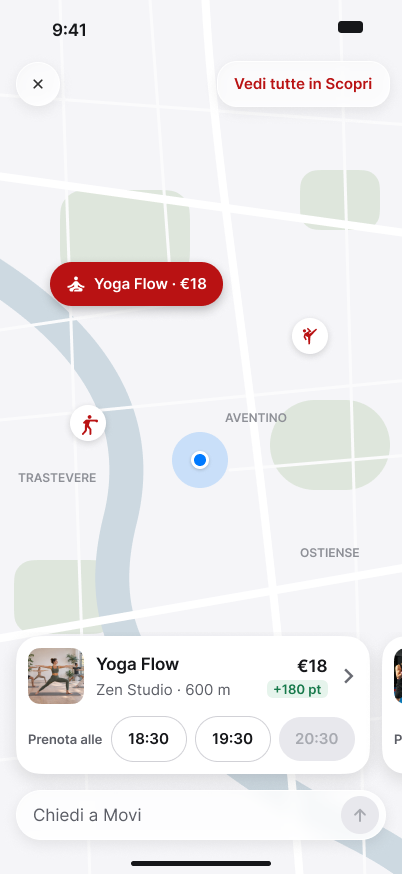 9:41
Vedi tutte in Scopri
Yoga Flow · €18
AVENTINO
TRASTEVERE
OSTIENSE
Yoga Flow
€18
Zen Studio · 600 m
+180 pt
Prenota alle
18:30
19:30
20:30
Chiedi a Movi